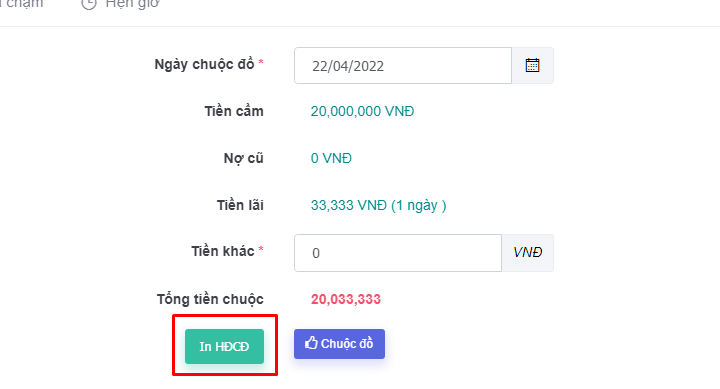 chậm Hẹn giờ
Ngày chuộc đồ * 22/04/2022
Tiền cầm 20,000,000 VNĐ
Nợ cũ 0 VNĐ
Tiền lãi 33,333 VNĐ (1 ngày )
Tiền khác * 0 VNĐ
Tổng tiền chuộc 20,033,333
In HĐCĐ Chuộc đồ